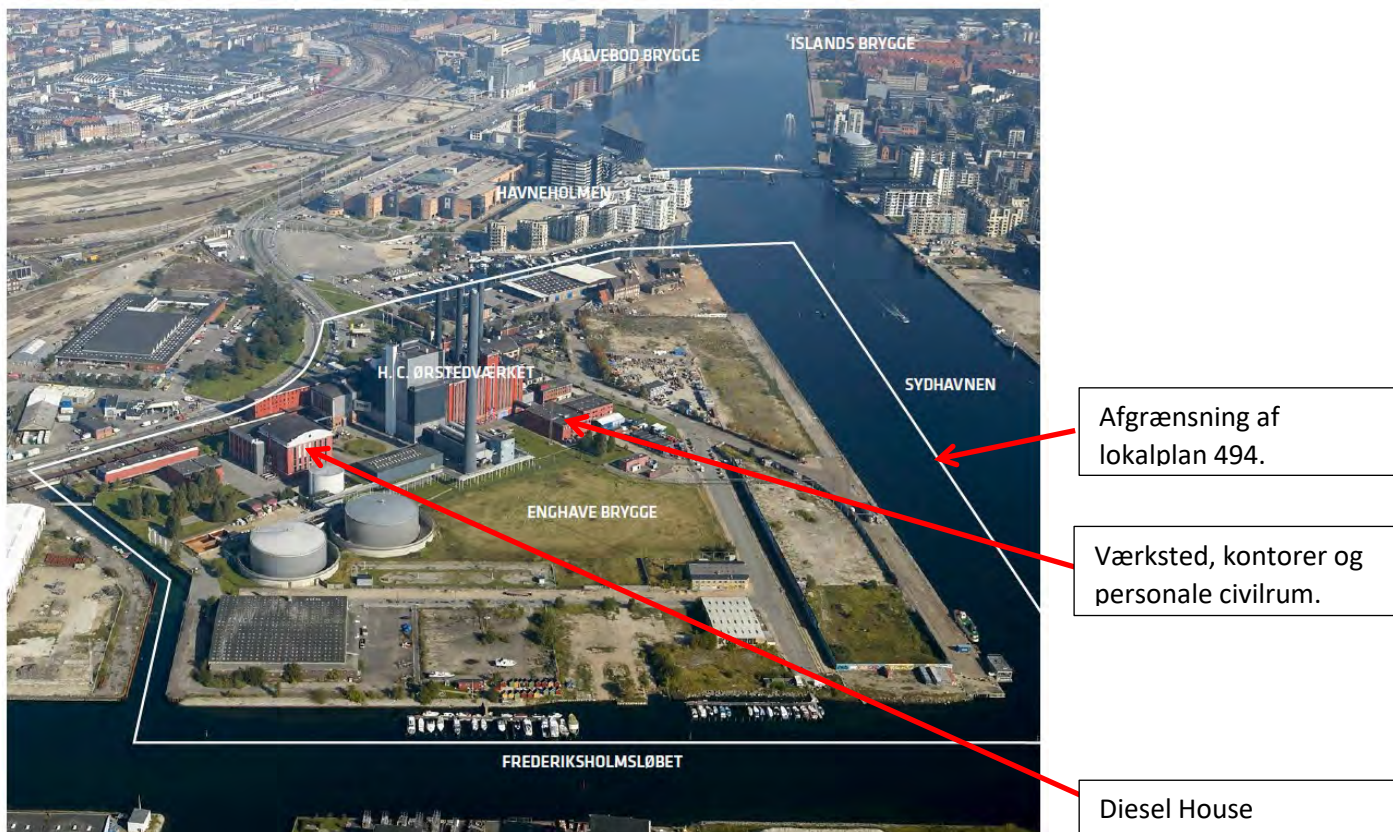 KALVEBOD BRYGGE
ISLANDS BRYGGE
HAVNEHOLMEN
H. C. ØRSTEDVÆRKET
SYDHAVNEN
ENGHAVE BRYGGE
FREDERIKSHOLMSLØBET
Afgrænsning af
lokalplan 494.
Værksted, kontorer og
personale civilrum.
Diesel House